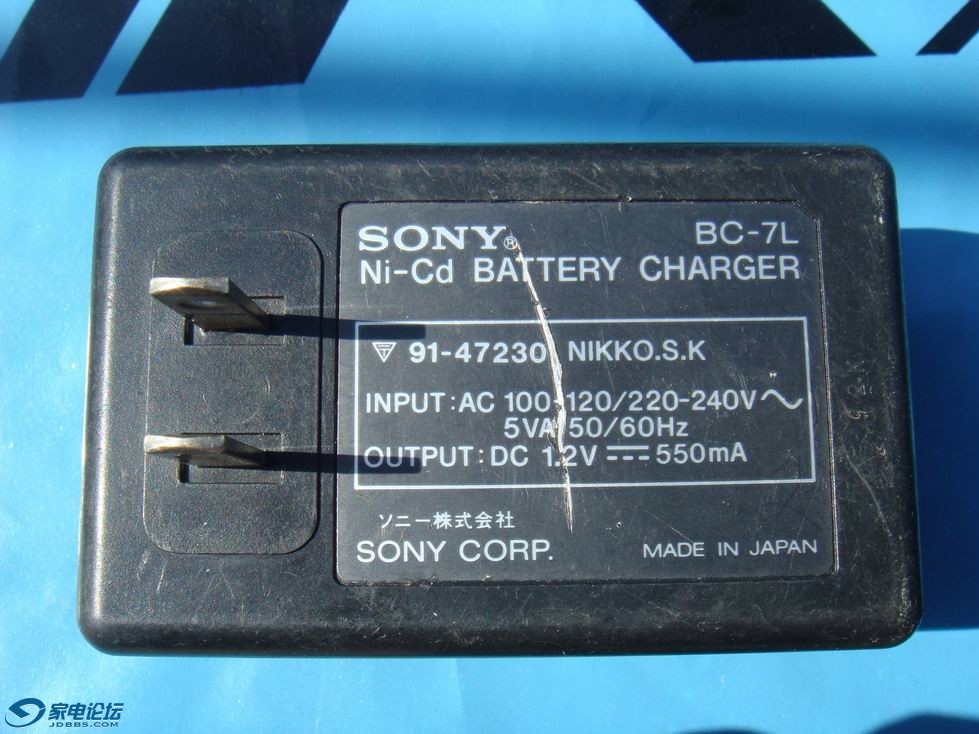 SONY® BC-7L
Ni-Cd BATTERY CHARGER
91-47230 NIKKO.S.K
INPUT:AC 100-120/220-240V～
5VA 50/60Hz
OUTPUT:DC 1.2V ⎓ 550mA
ソニー株式会社
SONY CORP. MADE IN JAPAN
家电论坛
JDBBS.COM